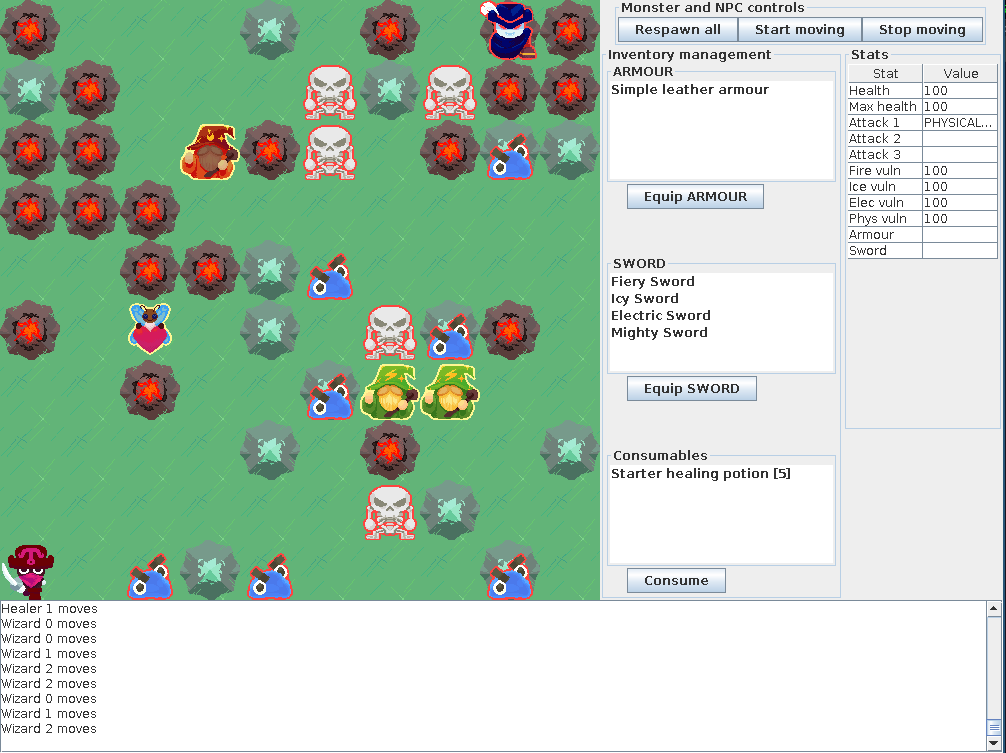 Monster and NPC controls
Respawn all
Start moving
Stop moving
Inventory management
ARMOUR
Simple leather armour
Equip ARMOUR
SWORD
Fiery Sword
Icy Sword
Electric Sword
Mighty Sword
Equip SWORD
Consumables
Starter healing potion [5]
Consume
Stats
Stat Value
Health 100
Max health 100
Attack 1 PHYSICAL...
Attack 2
Attack 3
Fire vuln 100
Ice vuln 100
Elec vuln 100
Phys vuln 100
Armour
Sword
Healer 1 moves
Wizard 0 moves
Wizard 0 moves
Wizard 1 moves
Wizard 2 moves
Wizard 2 moves
Wizard 0 moves
Wizard 1 moves
Wizard 2 moves